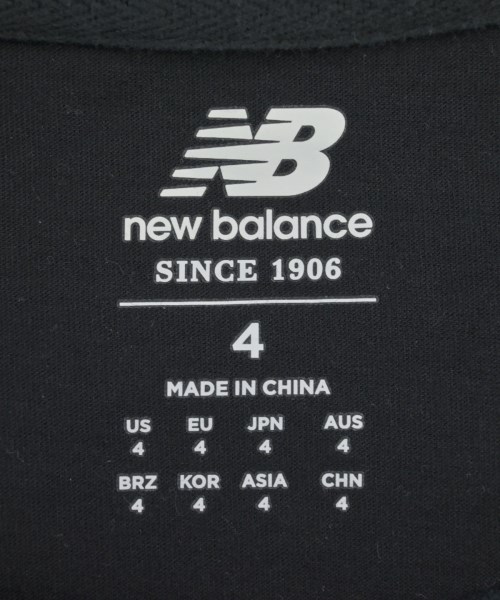 NB
new balance
SINCE 1906
4
MADE IN CHINA
US EU JPN AUS
4 4 4 4
BRZ KOR ASIA CHN
4 4 4 4